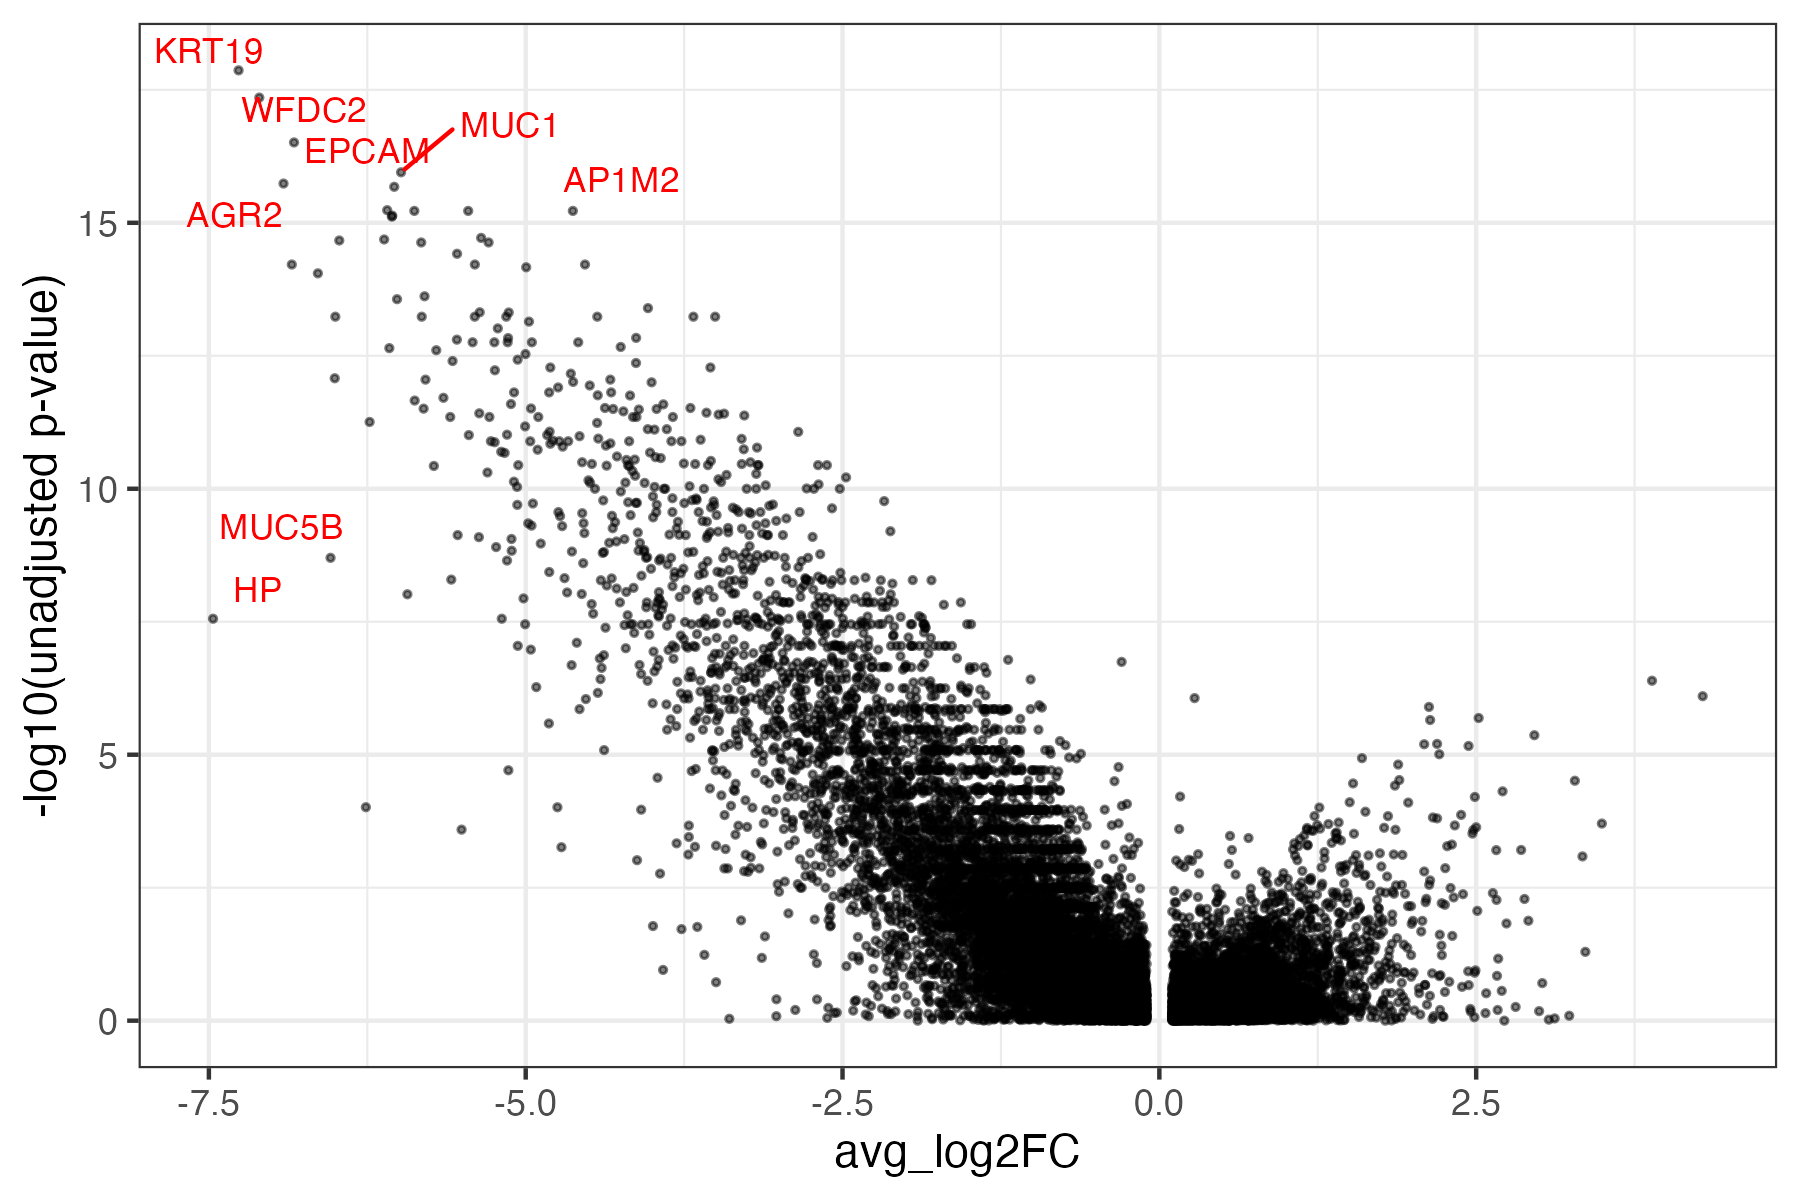 KRT19
WFDC2
EPCAM
MUC1
AP1M2
AGR2
MUC5B
HP
-log10(unadjusted p-value)
15
10
5
0
-7.5
-5.0
-2.5
0.0
2.5
avg_log2FC